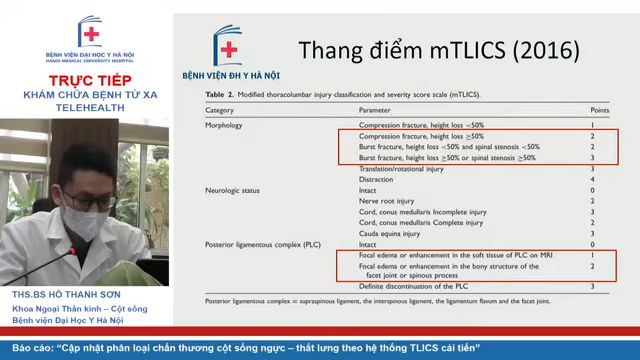 BỆNH VIỆN ĐẠI HỌC Y HÀ NỘI
HANOI MEDICAL UNIVERSITY HOSPITAL
TRỰC TIẾP
KHÁM CHỮA BỆNH TỪ XA
TELEHEALTH
THS.BS HỒ THANH SƠN
Khoa Ngoại Thần kinh – Cột sống
Bệnh viện Đại Học Y Hà Nội
BỆNH VIỆN ĐH Y HÀ NỘI
Thang điểm mTLICS (2016)
Table 2. Modified thoracolumbar injury classification and severity score scale (mTLICS).
Category Parameter Points
Morphology Compression fracture, height loss <50% 1
Compression fracture, height loss ≥50% 2
Burst fracture, height loss <50% and spinal stenosis <50% 2
Burst fracture, height loss ≥50% or spinal stenosis ≥50% 3
Translation/rotational injury 3
Distraction 4
Neurologic status Intact 0
Nerve root injury 2
Cord, conus medullaris Incomplete injury 3
Cord, conus medullaris Complete injury 2
Cauda equina injury 3
Posterior ligamentous complex (PLC) Intact 0
Focal edema or enhancement in the soft tissue of PLC on MRI 1
Focal edema or enhancement in the bony structure of the 2
facet joint or spinous process
Definite discontinuation of the PLC 3
Posterior ligamentous complex = supraspinous ligament, the interspinous ligament, the ligamentum flavum and the facet joint.
Báo cáo: “Cập nhật phân loại chấn thương cột sống ngực – thắt lưng theo hệ thống TLICS cải tiến”